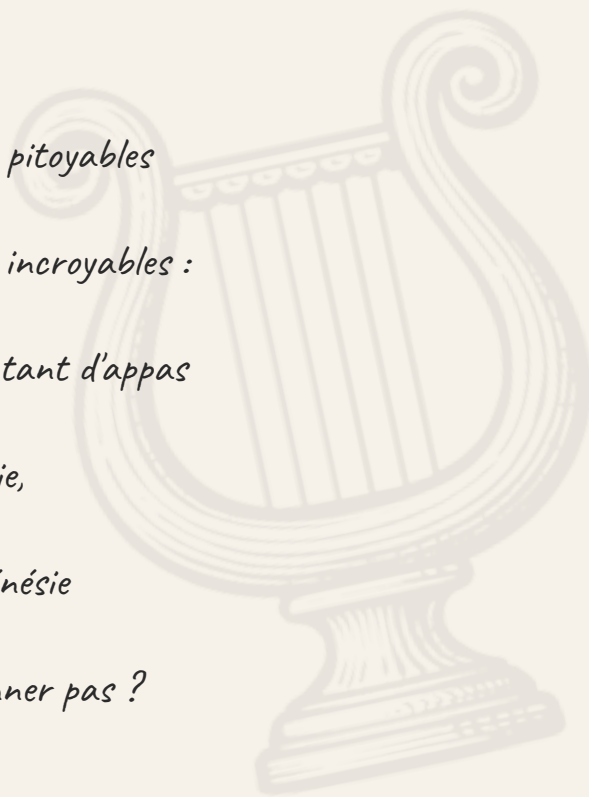 pitoyables
incroyables :
tant d'appas
ie,
nésie
ner pas ?